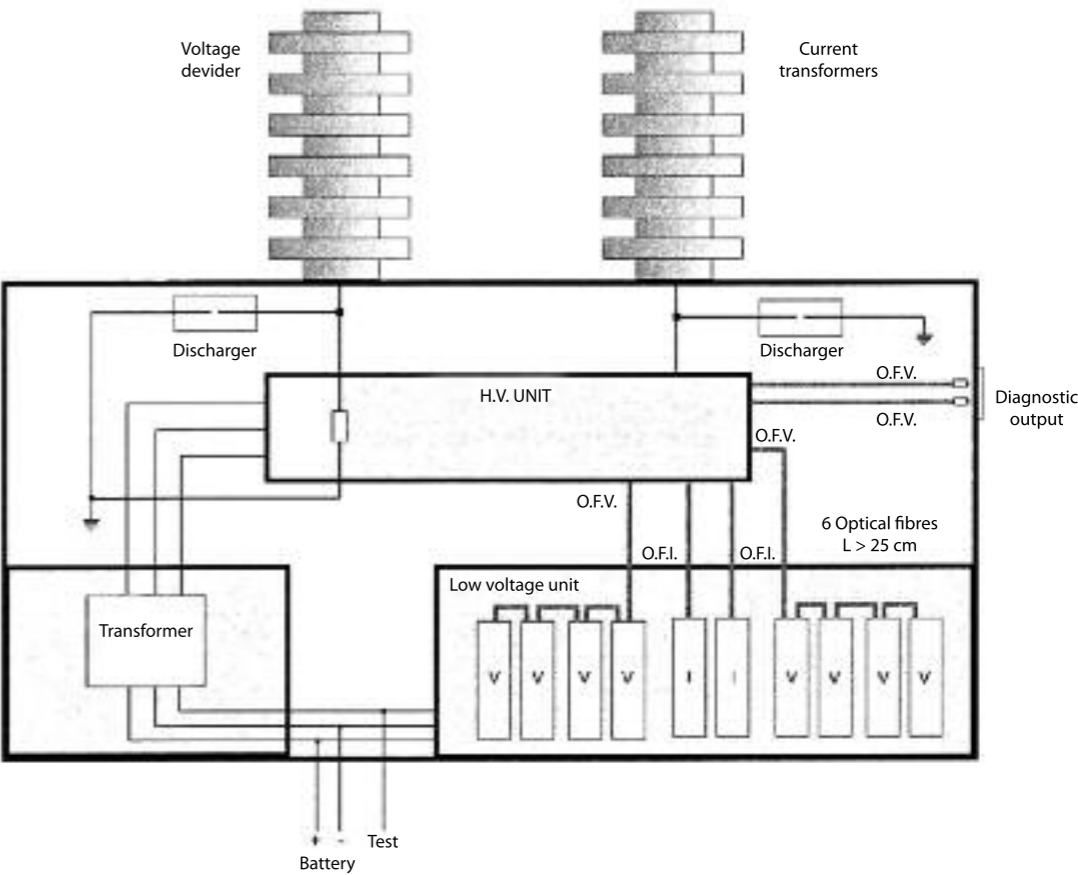 Voltage
devider
Current
transformers
Discharger
Discharger
H.V. UNIT
O.F.V.
O.F.V.
Diagnostic
output
O.F.V.
O.F.V.
6 Optical fibres
L > 25 cm
O.F.I.
O.F.I.
Low voltage unit
Transformer
V V V V I I V V V V
+ -
Test
Battery